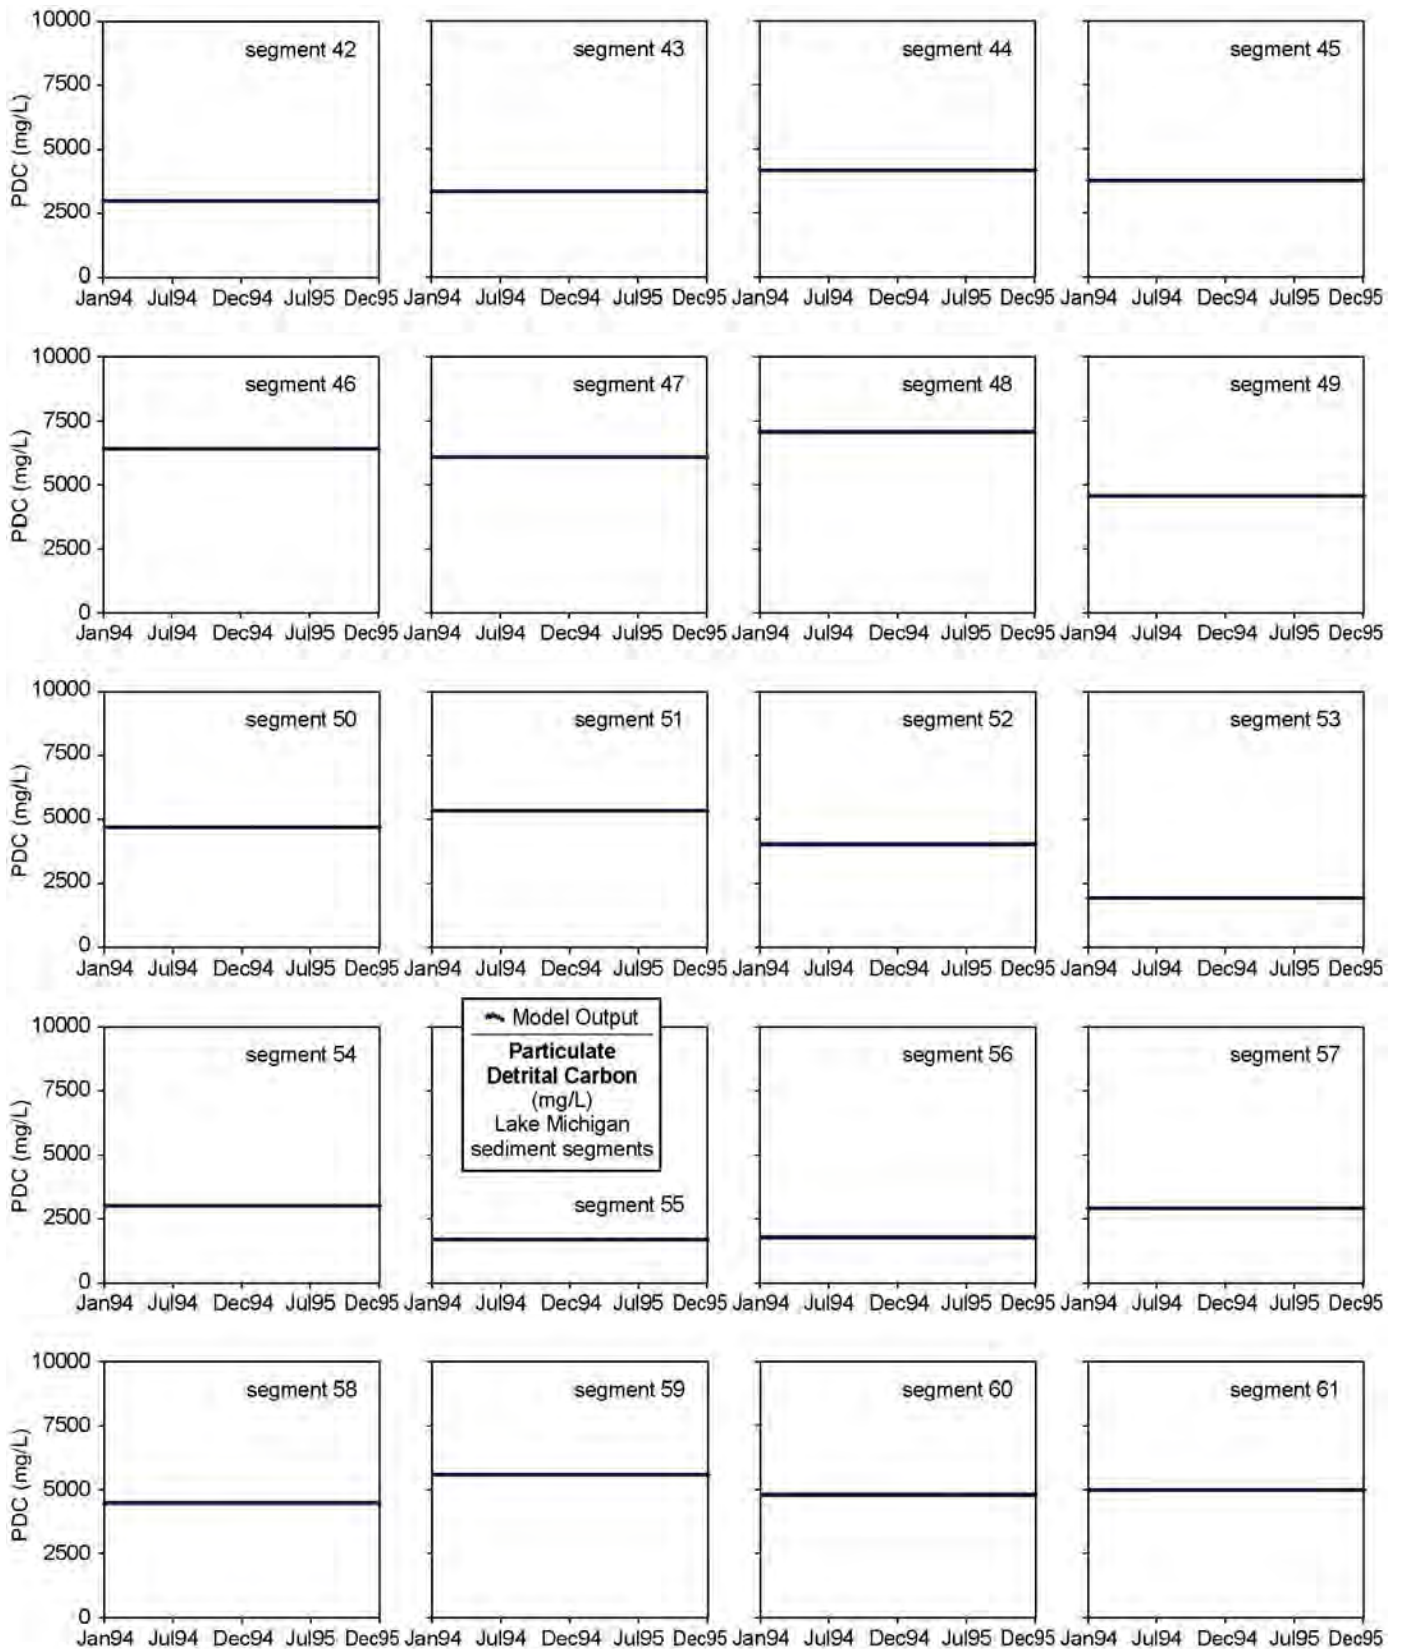 10000
segment 42
segment 43
segment 44
segment 45
7500
5000
2500
0
PDC (mg/L)
Jan94 Jul94 Dec94 Jul95 Dec95 Jan94 Jul94 Dec94 Jul95 Dec95 Jan94 Jul94 Dec94 Jul95 Dec95 Jan94 Jul94 Dec94 Jul95 Dec95
10000
segment 46
segment 47
segment 48
segment 49
7500
5000
2500
0
PDC (mg/L)
Jan94 Jul94 Dec94 Jul95 Dec95 Jan94 Jul94 Dec94 Jul95 Dec95 Jan94 Jul94 Dec94 Jul95 Dec95 Jan94 Jul94 Dec94 Jul95 Dec95
10000
segment 50
segment 51
segment 52
segment 53
7500
5000
2500
0
PDC (mg/L)
Jan94 Jul94 Dec94 Jul95 Dec95 Jan94 Jul94 Dec94 Jul95 Dec95 Jan94 Jul94 Dec94 Jul95 Dec95 Jan94 Jul94 Dec94 Jul95 Dec95
10000
segment 54
Model Output
Particulate
Detrital Carbon
(mg/L)
Lake Michigan
sediment segments
segment 55
segment 56
segment 57
7500
5000
2500
0
PDC (mg/L)
Jan94 Jul94 Dec94 Jul95 Dec95 Jan94 Jul94 Dec94 Jul95 Dec95 Jan94 Jul94 Dec94 Jul95 Dec95 Jan94 Jul94 Dec94 Jul95 Dec95
10000
segment 58
segment 59
segment 60
segment 61
7500
5000
2500
0
PDC (mg/L)
Jan94 Jul94 Dec94 Jul95 Dec95 Jan94 Jul94 Dec94 Jul95 Dec95 Jan94 Jul94 Dec94 Jul95 Dec95 Jan94 Jul94 Dec94 Jul95 Dec95